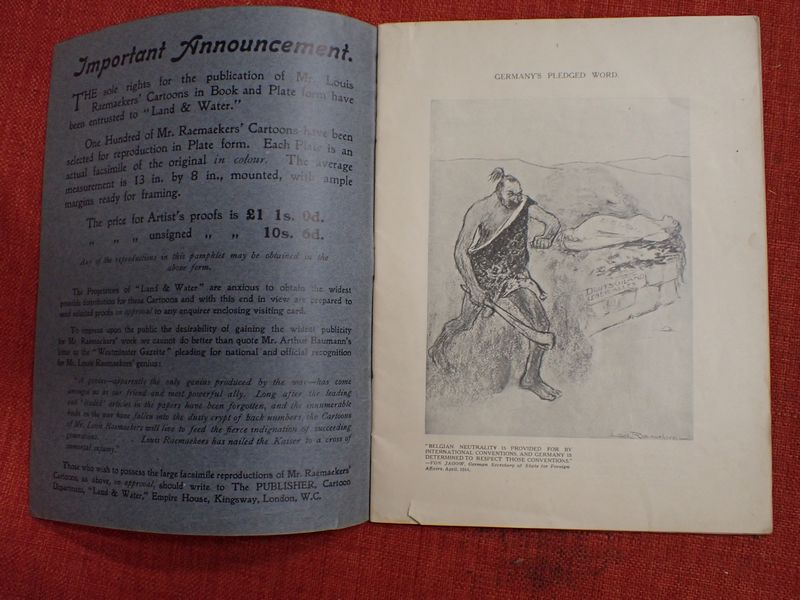 Important Announcement.
THE sole rights for the publication of Mr. Louis
Raemaekers' Cartoons in Book and Plate form have
been entrusted to "Land & Water."
One Hundred of Mr. Raemaekers' Cartoons have been
selected for reproduction in Plate form. Each Plate is an
actual facsimile of the original in colour. The average
measurement is 13 in. by 8 in., mounted, with ample
margins ready for framing.
The price for Artist's proofs is £1 1s. 0d.
„ „ „ unsigned „ „ 10s. 6d.
Any of the reproductions in this pamphlet may be obtained in the
above form.
The Proprietors of "Land & Water" are anxious to obtain the widest
possible distribution for these Cartoons and with this end in view are prepared to
send selected proofs on approval to any enquirer enclosing visiting card.
To impress upon the public the desirability of gaining the widest publicity
for Mr. Raemaekers' work we cannot do better than quote Mr. Arthur Baumann's
letter to the "Westminster Gazette" pleading for national and official recognition
for Mr. Louis Raemaekers' genius:
"A genius—apparently the only genius produced by the war—has come
amongst us as our friend and most powerful ally. Long after the leading
and 'leaded' articles in the papers have been forgotten, and the innumerable
books on the war have fallen into the dusty crypt of back numbers, the Cartoons
of Mr. Louis Raemaekers will live to feed the fierce indignation of succeeding
generations. . . . Louis Raemaekers has nailed the Kaiser to a cross of
immortal infamy."
Those who wish to possess the large facsimile reproductions of Mr. Raemaekers'
Cartoons, as above, on approval, should write to The PUBLISHER, Cartoon
Department, "Land & Water," Empire House, Kingsway, London, W.C.
GERMANY'S PLEDGED WORD.
DEUTSCHLAND
Louis Raemaekers
"BELGIAN NEUTRALITY IS PROVIDED FOR BY
INTERNATIONAL CONVENTIONS, AND GERMANY IS
DETERMINED TO RESPECT THOSE CONVENTIONS."
—VON JAGOW, German Secretary of State for Foreign
Affairs, April, 1914.